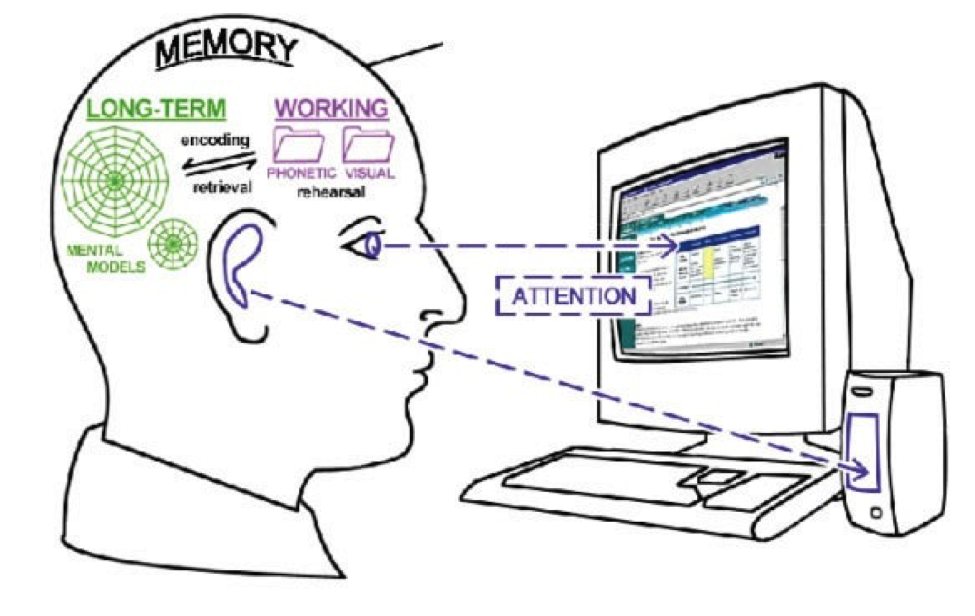 MEMORY
LONG-TERM
WORKING
encoding
retrieval
PHONETIC VISUAL
rehearsal
MENTAL
MODELS
ATTENTION